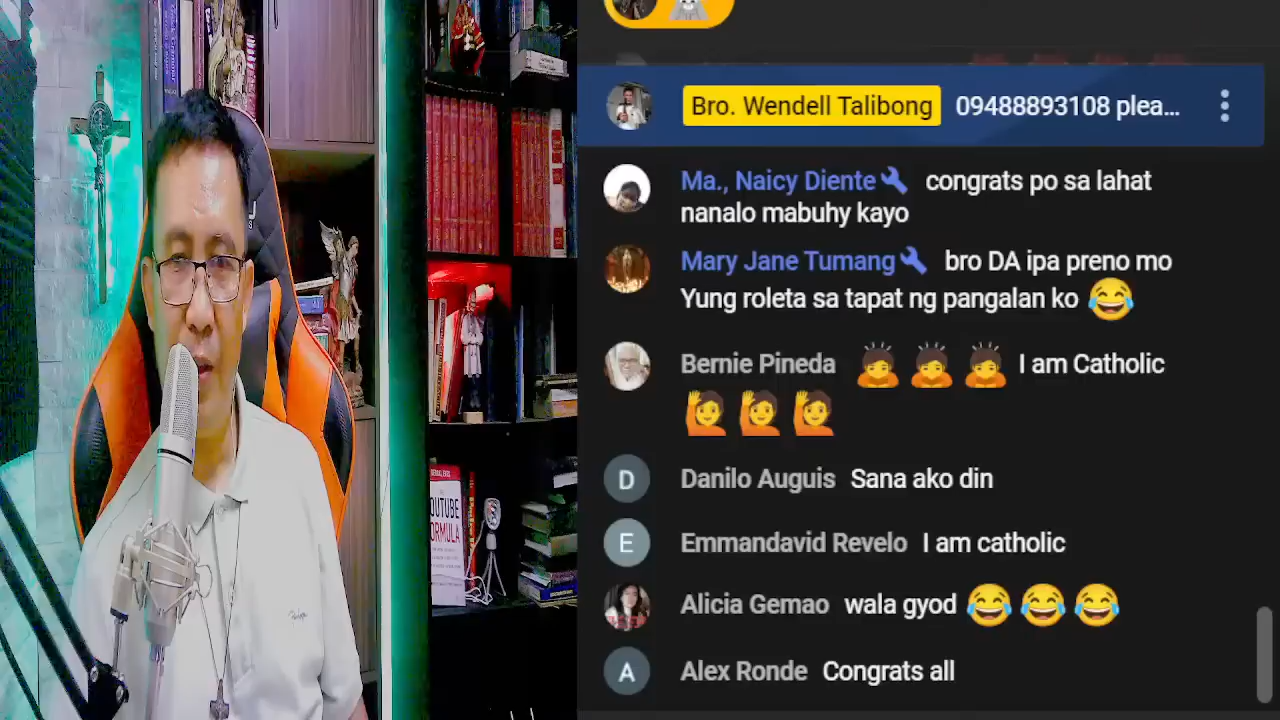 Bro. Wendell Talibong 09488893108 plea...
Ma., Naicy Diente congrats po sa lahat
nanalo mabuhy kayo
Mary Jane Tumang bro DA ipa preno mo
Yung roleta sa tapat ng pangalan ko 😂
Bernie Pineda 🙇🙇🙇 I am Catholic
🙋🙋🙋
D Danilo Auguis Sana ako din
E Emmandavid Revelo I am catholic
Alicia Gemao wala gyod 😂😂😂
A Alex Ronde Congrats all
OUTUBE
ORMULA